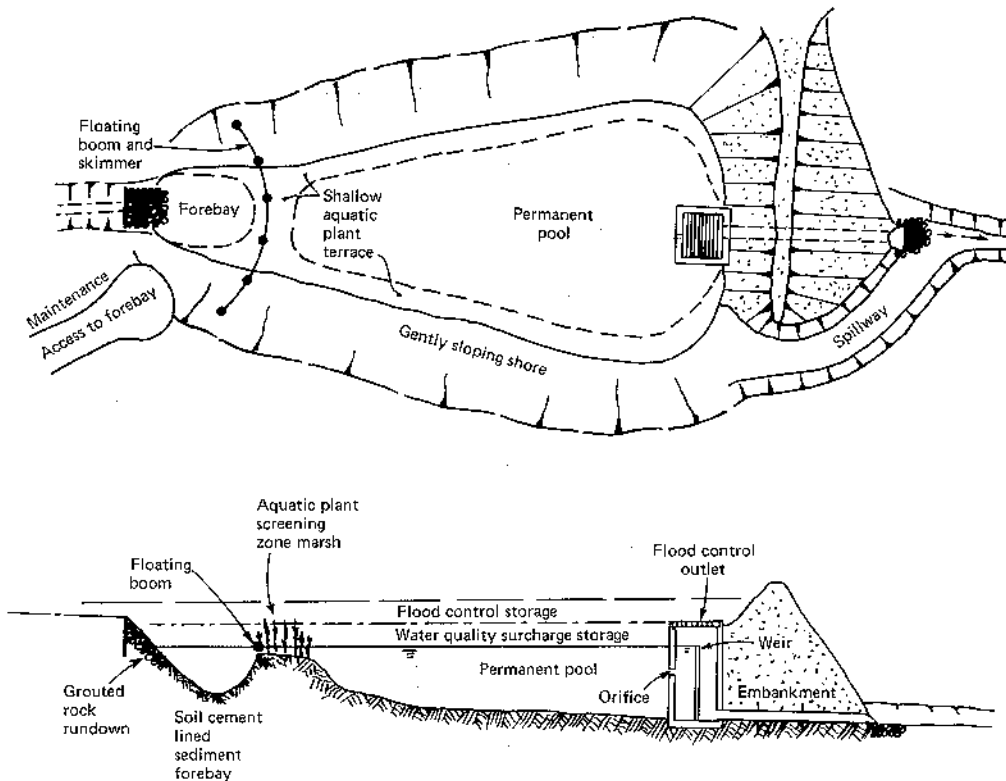 Floating
boom and
skimmer
Forebay
Shallow
aquatic
plant
terrace
Permanent
pool
Maintenance
Access to forebay
Gently sloping shore
Spillway
Aquatic plant
screening
zone marsh
Floating
boom
Flood control
outlet
Flood control storage
Water quality surcharge storage
Weir
Permanent pool
Orifice
Embankment
Grouted
rock
rundown
Soil cement
lined
sediment
forebay